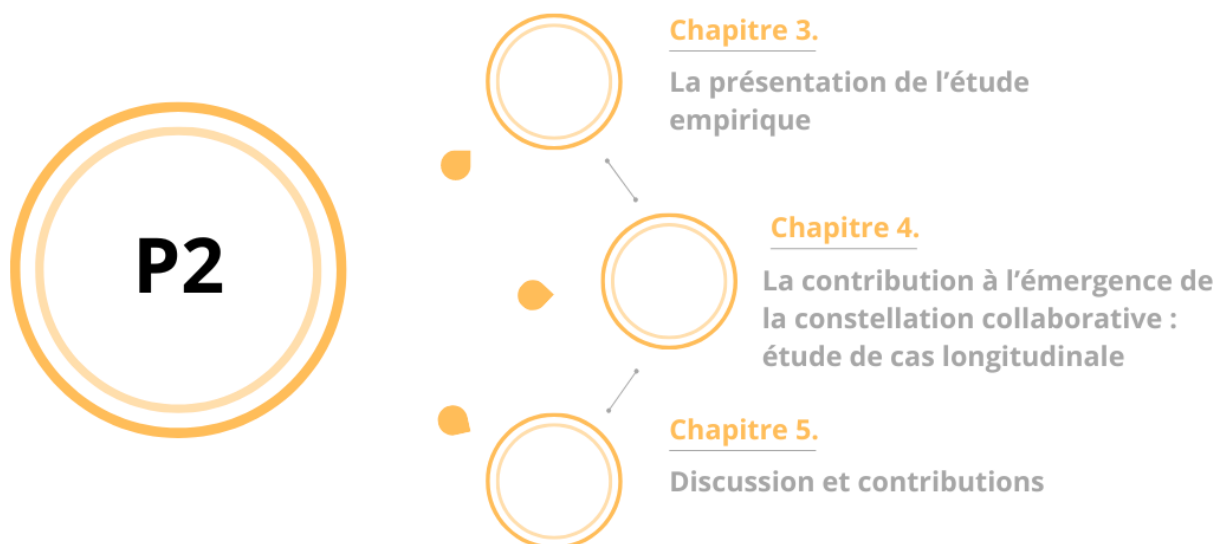 P2
Chapitre 3.
La présentation de l’étude
empirique
Chapitre 4.
La contribution à l’émergence de
la constellation collaborative :
étude de cas longitudinale
Chapitre 5.
Discussion et contributions